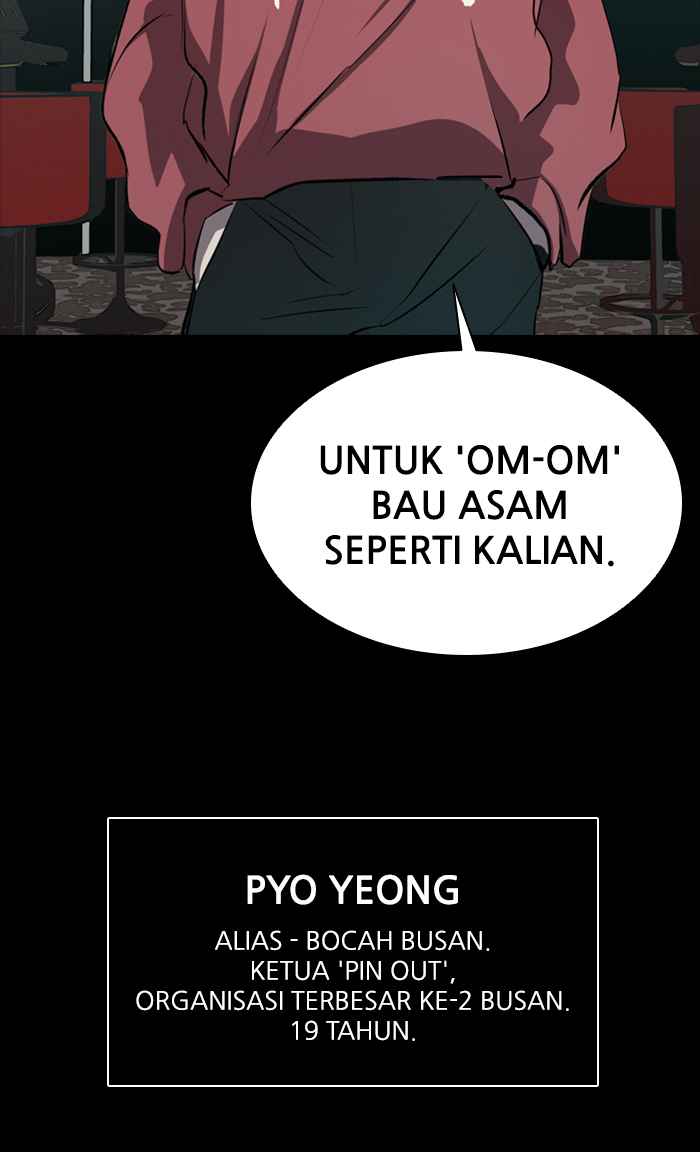 UNTUK 'OM-OM'
BAU ASAM
SEPERTI KALIAN.
PYO YEONG
ALIAS - BOCAH BUSAN.
KETUA 'PIN OUT',
ORGANISASI TERBESAR KE-2 BUSAN.
19 TAHUN.